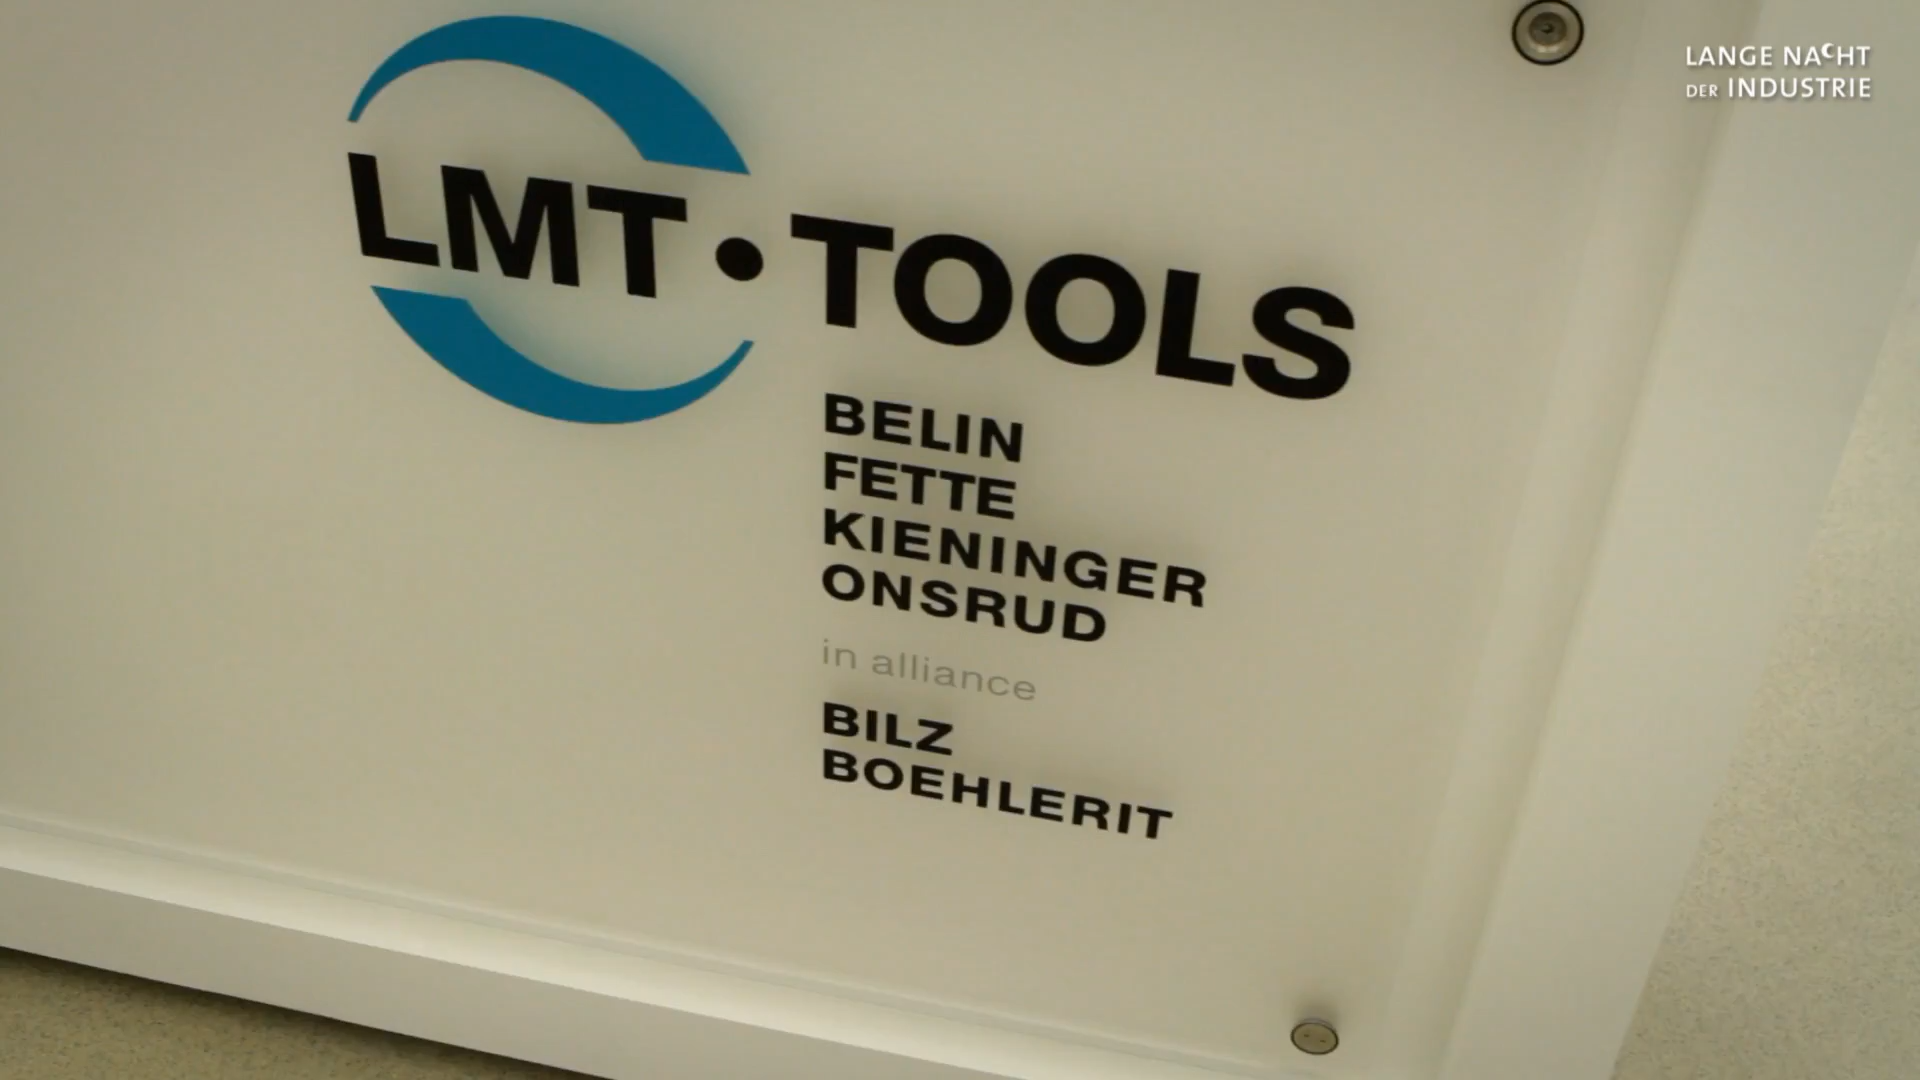 LANGE NACHT
DER INDUSTRIE
LMT • TOOLS
BELIN
FETTE
KIENINGER
ONSRUD
in alliance
BILZ
BOEHLERIT